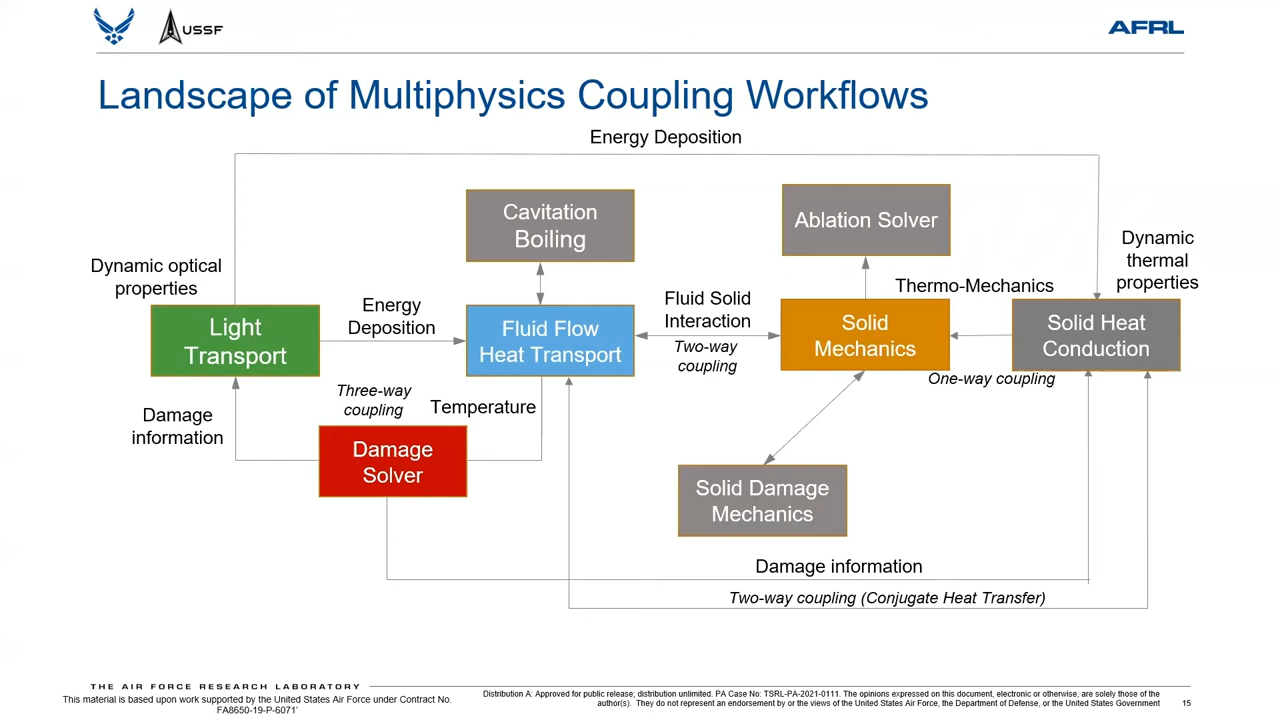 USSF
AFRL
Landscape of Multiphysics Coupling Workflows
Energy Deposition
Cavitation
Boiling
Ablation Solver
Dynamic
thermal
properties
Dynamic optical
properties
Energy
Deposition
Fluid Solid
Interaction
Thermo-Mechanics
Light
Transport
Fluid Flow
Heat Transport
Two-way
coupling
Solid
Mechanics
Solid Heat
Conduction
One-way coupling
Three-way
coupling
Temperature
Damage
information
Damage
Solver
Solid Damage
Mechanics
Damage information
Two-way coupling (Conjugate Heat Transfer)
THE AIR FORCE RESEARCH LABORATORY
This material is based upon work supported by the United States Air Force under Contract No.
FA8650-19-P-6071'
Distribution A: Approved for public release; distribution unlimited. PA Case No: TSRL-PA-2021-0111. The opinions expressed on this document, electronic or otherwise, are solely those of the
author(s). They do not represent an endorsement by or the views of the United States Air Force, the Department of Defense, or the United States Government
15